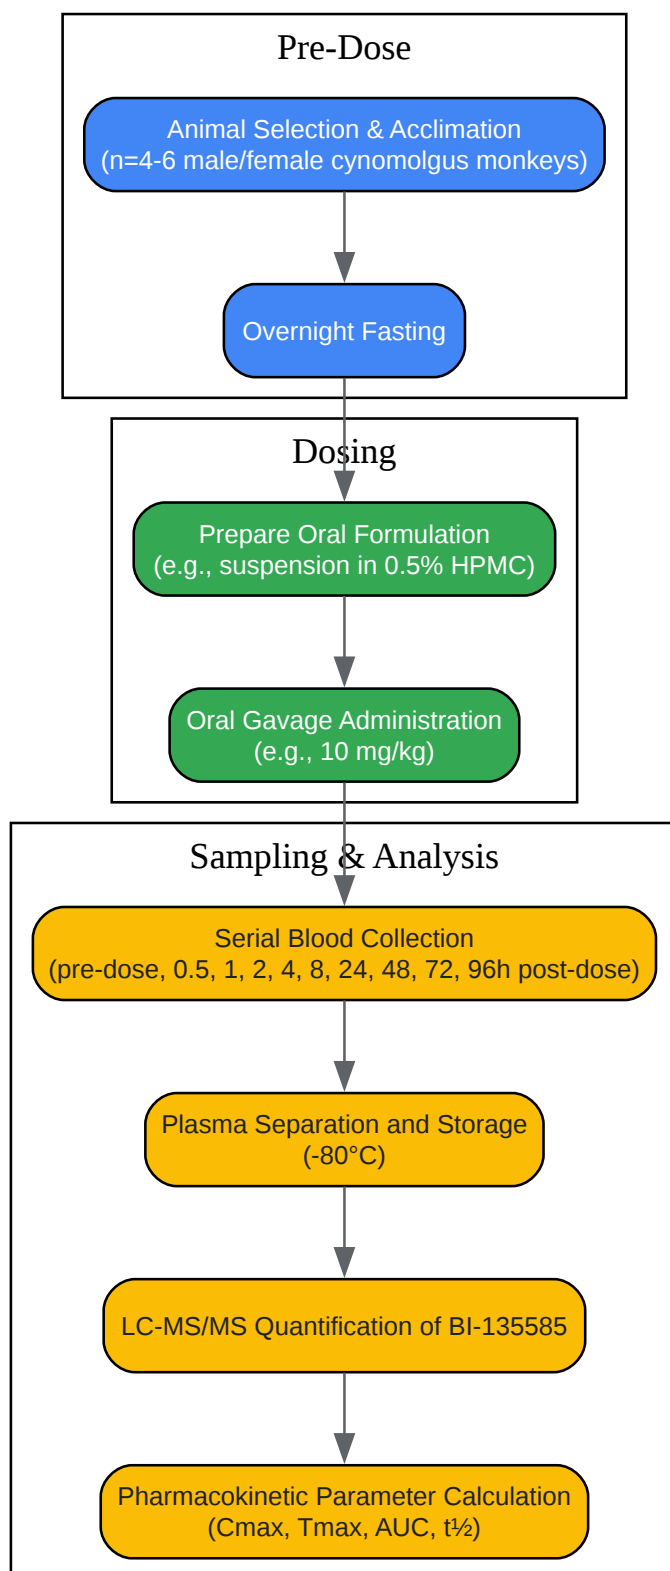 Pre-Dose
Animal Selection & Acclimation
(n=4-6 male/female cynomolgus monkeys)
Overnight Fasting
Dosing
Prepare Oral Formulation
(e.g., suspension in 0.5% HPMC)
Oral Gavage Administration
(e.g., 10 mg/kg)
Sampling & Analysis
Serial Blood Collection
(pre-dose, 0.5, 1, 2, 4, 8, 24, 48, 72, 96h post-dose)
Plasma Separation and Storage
(-80°C)
LC-MS/MS Quantification of BI-135585
Pharmacokinetic Parameter Calculation
(Cmax, Tmax, AUC, t½)